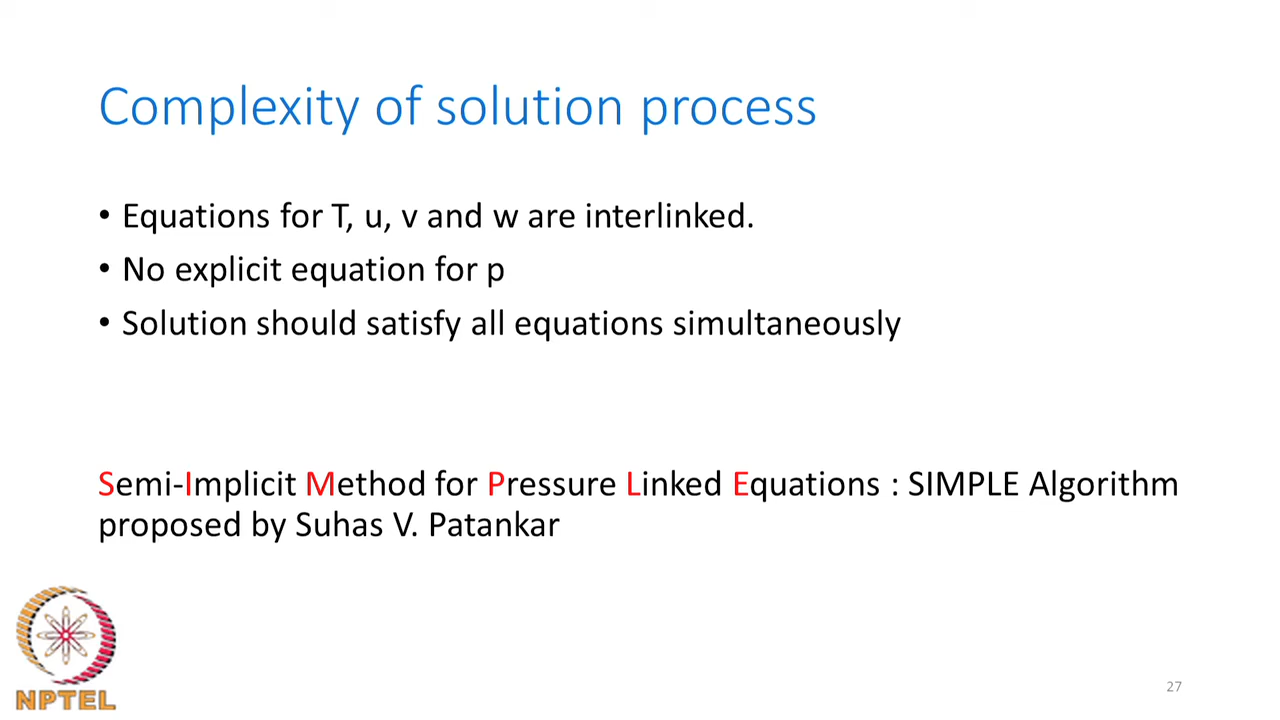 Complexity of solution process
• Equations for T, u, v and w are interlinked.
• No explicit equation for p
• Solution should satisfy all equations simultaneously
Semi-Implicit Method for Pressure Linked Equations : SIMPLE Algorithm
proposed by Suhas V. Patankar
NPTEL
27